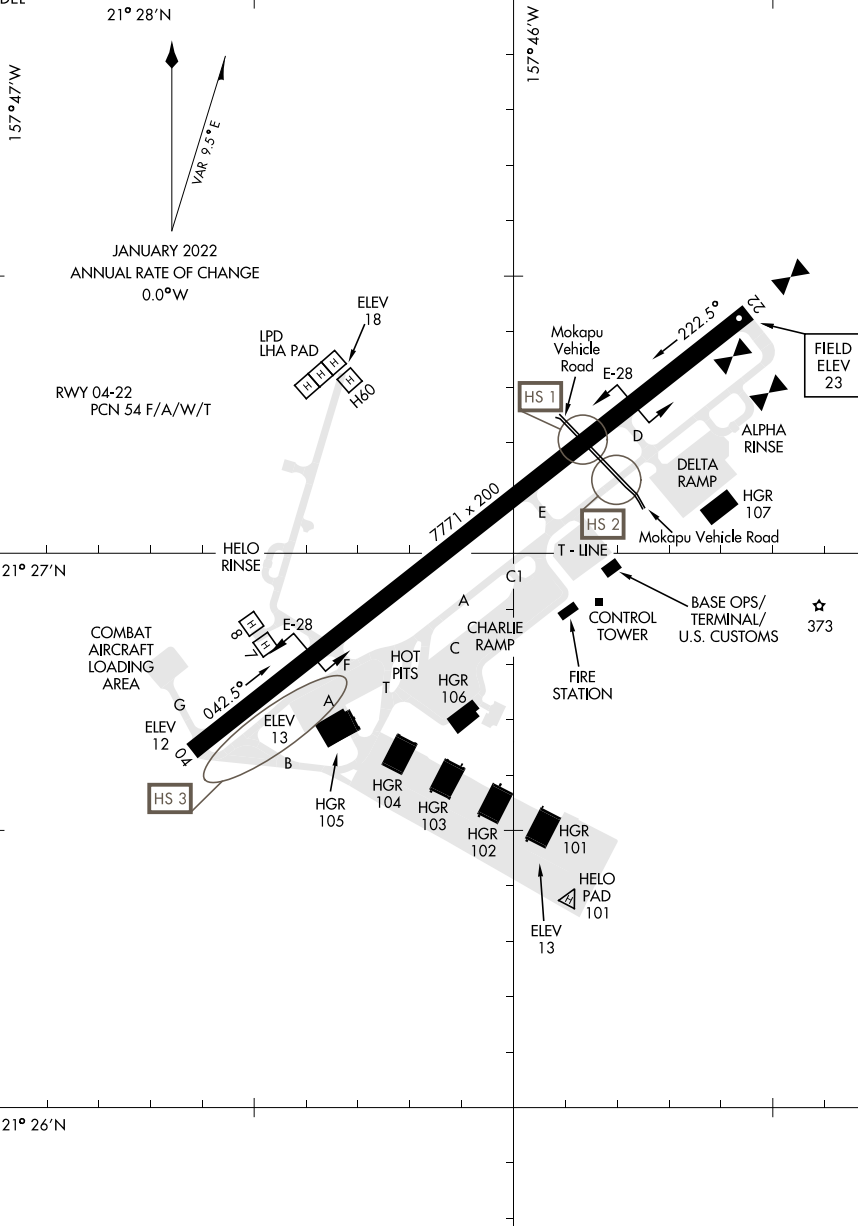 21° 28'N
157°47'W
157°46'W
VAR 9.5°E
JANUARY 2022
ANNUAL RATE OF CHANGE
0.0°W
RWY 04-22
PCN 54 F/A/W/T
LPD
LHA PAD
ELEV
18
H
H
H
H
H60
Mokapu
Vehicle
Road
222.5°
22
FIELD
ELEV
23
HS 1
E-28
D
ALPHA
RINSE
DELTA
RAMP
HGR
107
7771 x 200
E
HS 2
Mokapu Vehicle Road
HELO
RINSE
T - LINE
21° 27'N
C1
A
BASE OPS/
TERMINAL/
U.S. CUSTOMS
373
CONTROL
TOWER
FIRE
STATION
COMBAT
AIRCRAFT
LOADING
AREA
H
8
H
7
E-28
F
HOT
PITS
T
CHARLIE
RAMP
C
HGR
106
G
042.5°
ELEV
12
04
ELEV
13
A
B
HS 3
HGR
105
HGR
104
HGR
103
HGR
102
HGR
101
H
HELO
PAD
101
ELEV
13
21° 26'N